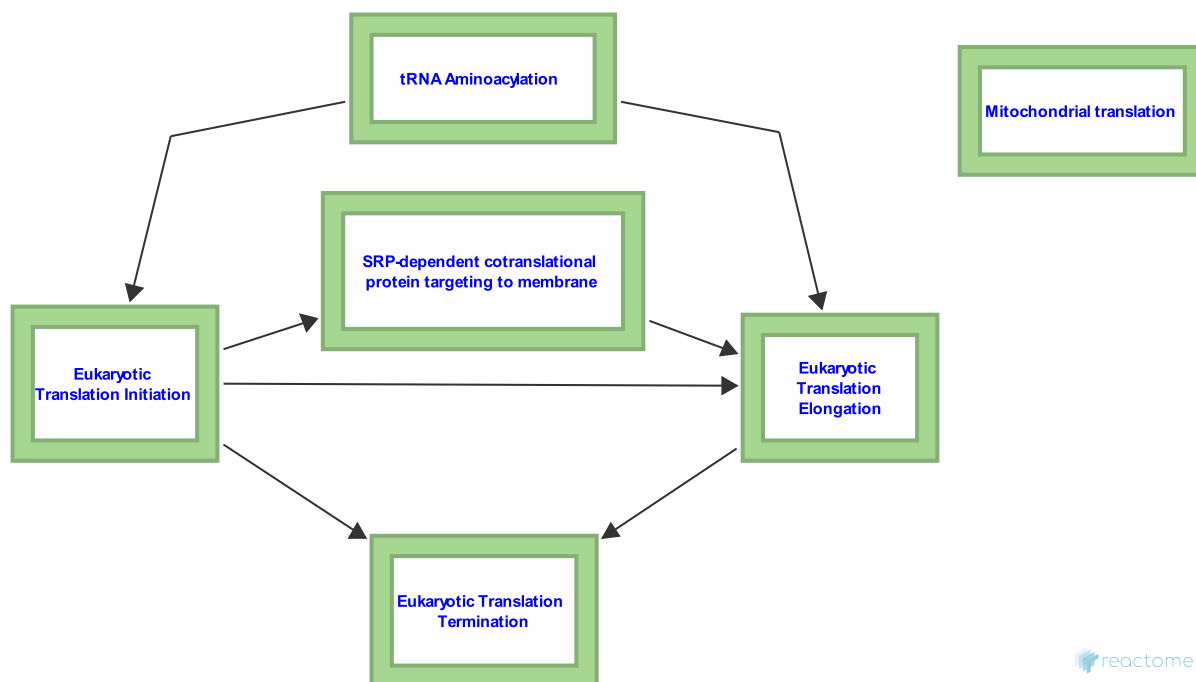 tRNA Aminoacylation
Mitochondrial translation
SRP-dependent cotranslational
protein targeting to membrane
Eukaryotic
Translation Initiation
Eukaryotic
Translation
Elongation
Eukaryotic Translation
Termination
reactome